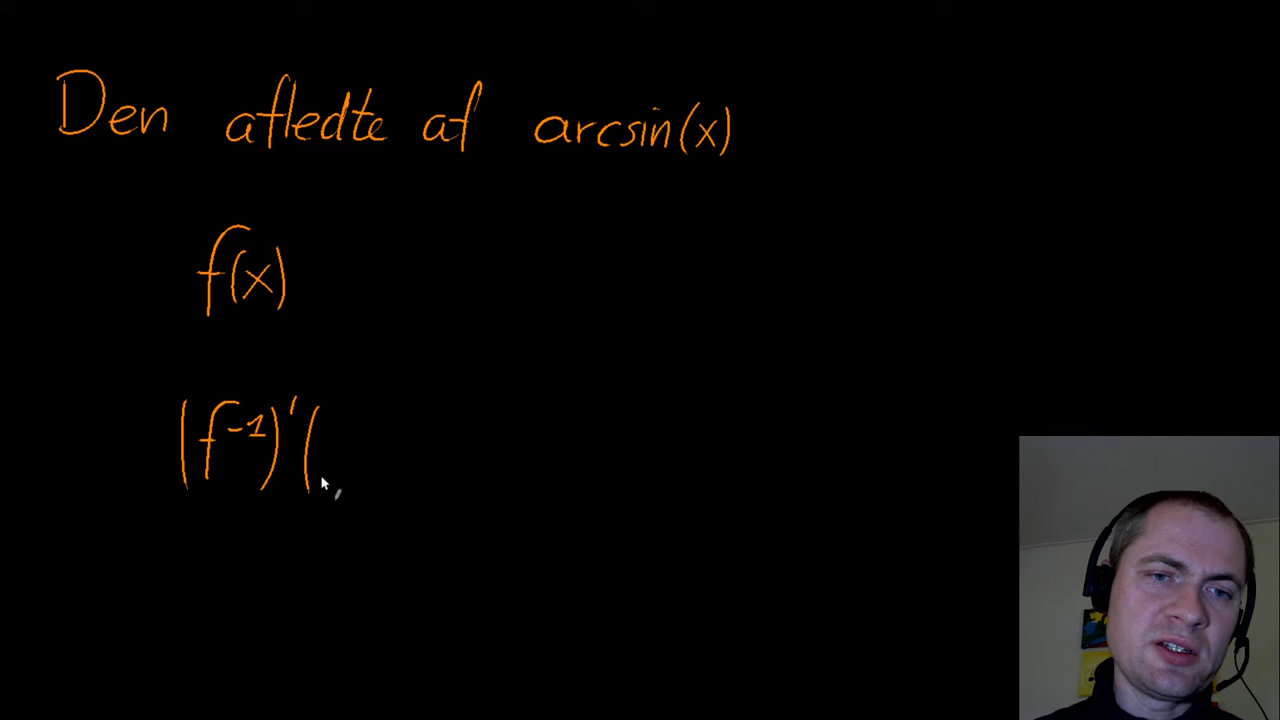 Den afledte af arcsin(x)
f(x)
(f⁻¹)'(